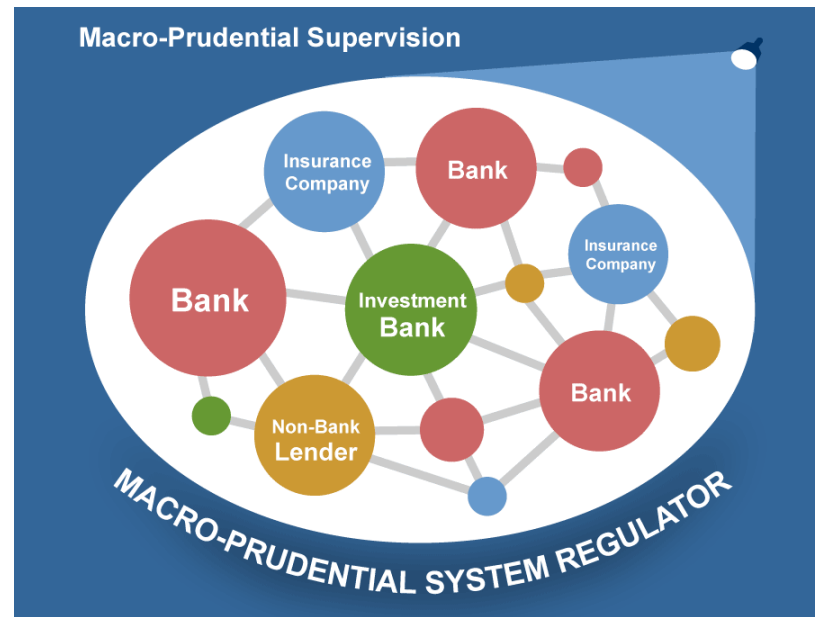 Macro-Prudential Supervision
Insurance
Company
Bank
Insurance
Company
Bank
Investment
Bank
Bank
Non-Bank
Lender
MACRO-PRUDENTIAL SYSTEM REGULATOR